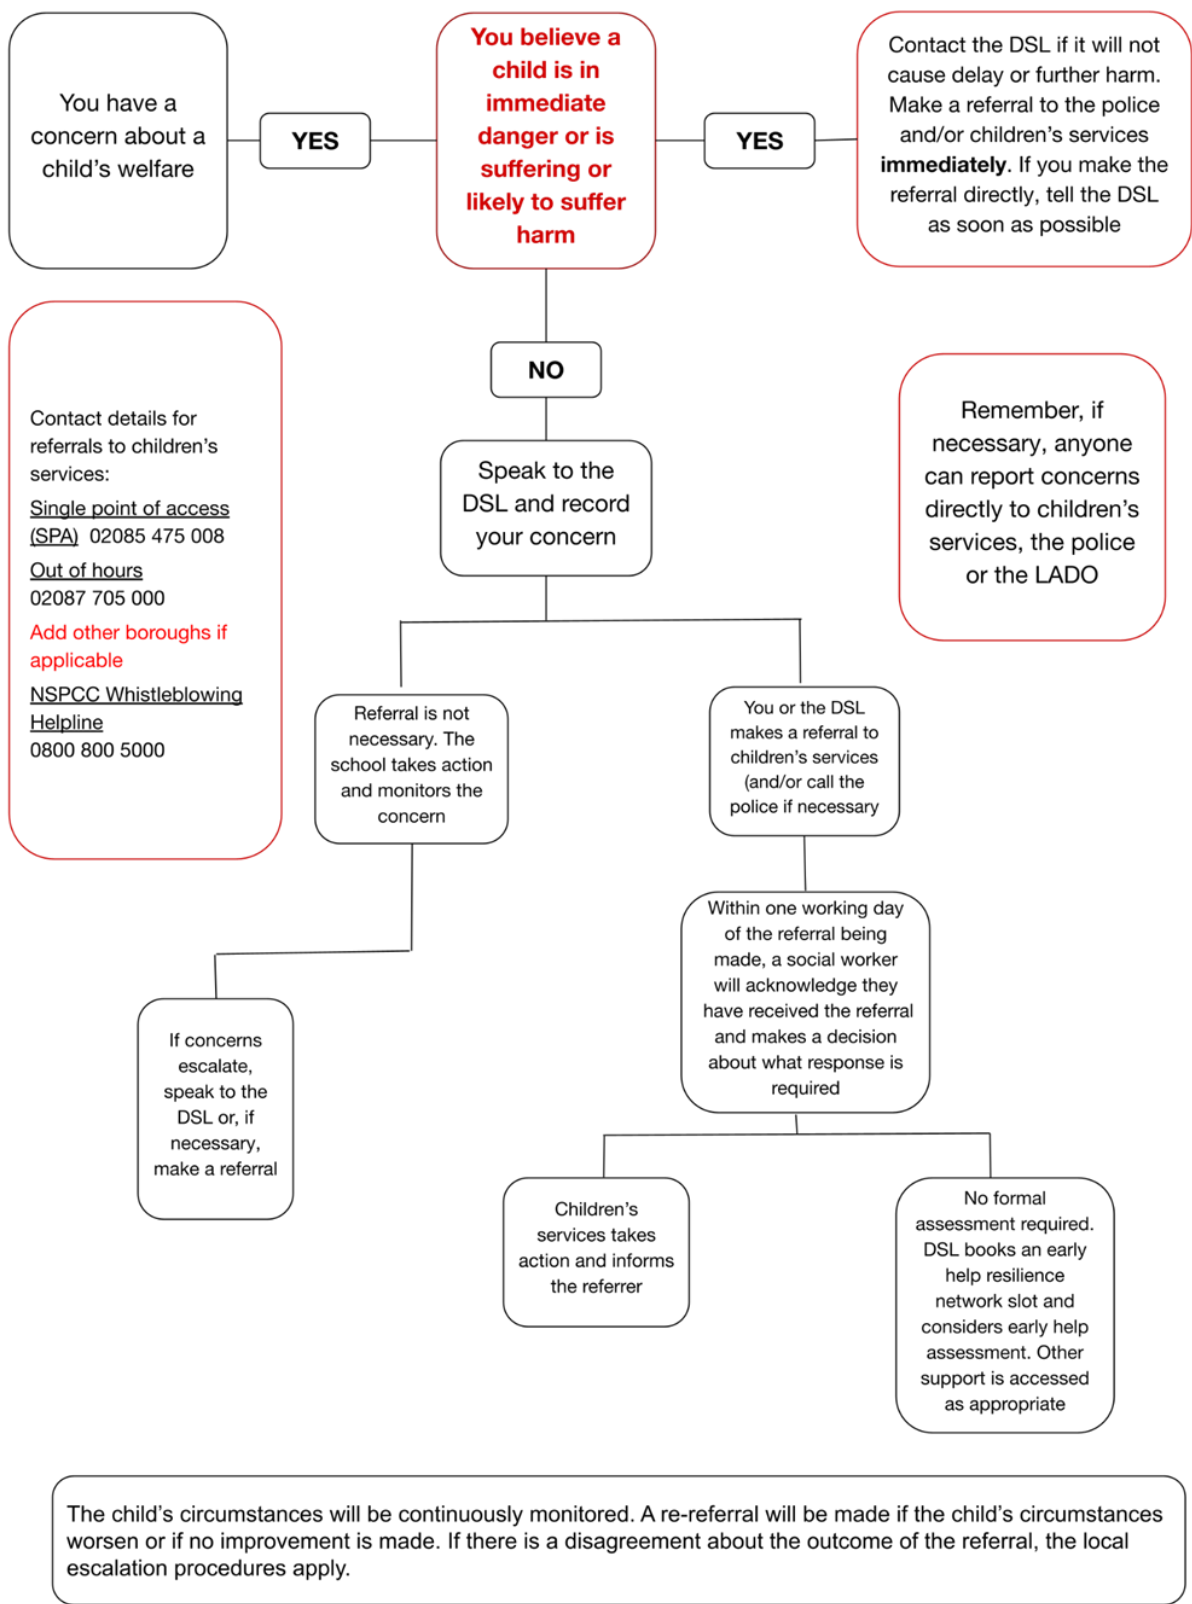 You have a
concern about a
child's welfare
YES
You believe a
child is in
immediate
danger or is
suffering or
likely to suffer
harm
YES
Contact the DSL if it will not
cause delay or further harm.
Make a referral to the police
and/or children's services
immediately. If you make the
referral directly, tell the DSL
as soon as possible
NO
Contact details for
referrals to children's
services:
Single point of access
(SPA) 02085 475 008
Out of hours
02087 705 000
Add other boroughs if
applicable
NSPCC Whistleblowing
Helpline
0800 800 5000
Speak to the
DSL and record
your concern
Remember, if
necessary, anyone
can report concerns
directly to children's
services, the police
or the LADO
Referral is not
necessary. The
school takes action
and monitors the
concern
You or the DSL
makes a referral to
children's services
(and/or call the
police if necessary
If concerns
escalate,
speak to the
DSL or, if
necessary,
make a referral
Within one working day
of the referral being
made, a social worker
will acknowledge they
have received the referral
and makes a decision
about what response is
required
Children's
services takes
action and informs
the referrer
No formal
assessment required.
DSL books an early
help resilience
network slot and
considers early help
assessment. Other
support is accessed
as appropriate
The child's circumstances will be continuously monitored. A re-referral will be made if the child's circumstances
worsen or if no improvement is made. If there is a disagreement about the outcome of the referral, the local
escalation procedures apply.